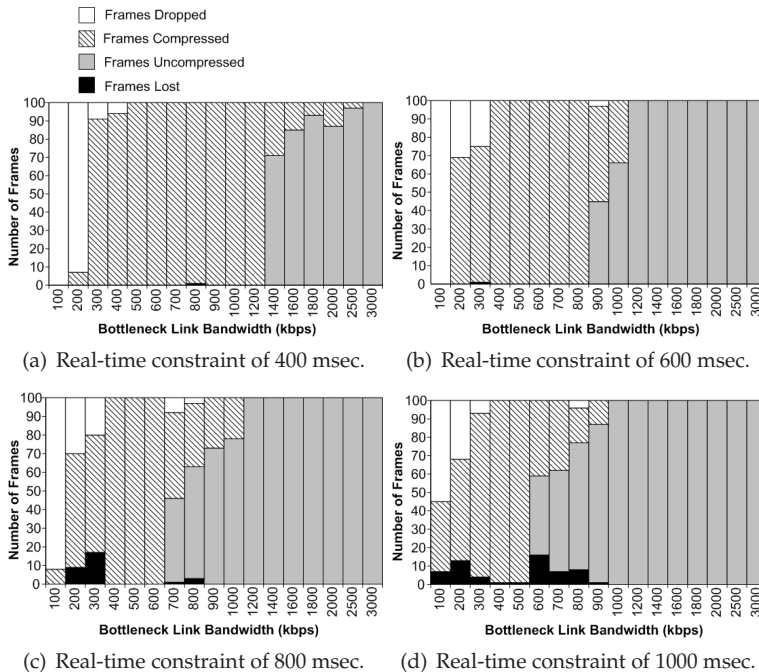 Frames Dropped
Frames Compressed
Frames Uncompressed
Frames Lost
Number of Frames
100
90
80
70
60
50
40
30
20
10
0
100 200 300 400 500 600 700 800 900 1000 1200 1400 1600 1800 2000 2500 3000
Bottleneck Link Bandwidth (kbps)
(a) Real-time constraint of 400 msec.
Number of Frames
100
90
80
70
60
50
40
30
20
10
0
100 200 300 400 500 600 700 800 900 1000 1200 1400 1600 1800 2000 2500 3000
Bottleneck Link Bandwidth (kbps)
(b) Real-time constraint of 600 msec.
Number of Frames
100
90
80
70
60
50
40
30
20
10
0
100 200 300 400 500 600 700 800 900 1000 1200 1400 1600 1800 2000 2500 3000
Bottleneck Link Bandwidth (kbps)
(c) Real-time constraint of 800 msec.
Number of Frames
100
90
80
70
60
50
40
30
20
10
0
100 200 300 400 500 600 700 800 900 1000 1200 1400 1600 1800 2000 2500 3000
Bottleneck Link Bandwidth (kbps)
(d) Real-time constraint of 1000 msec.